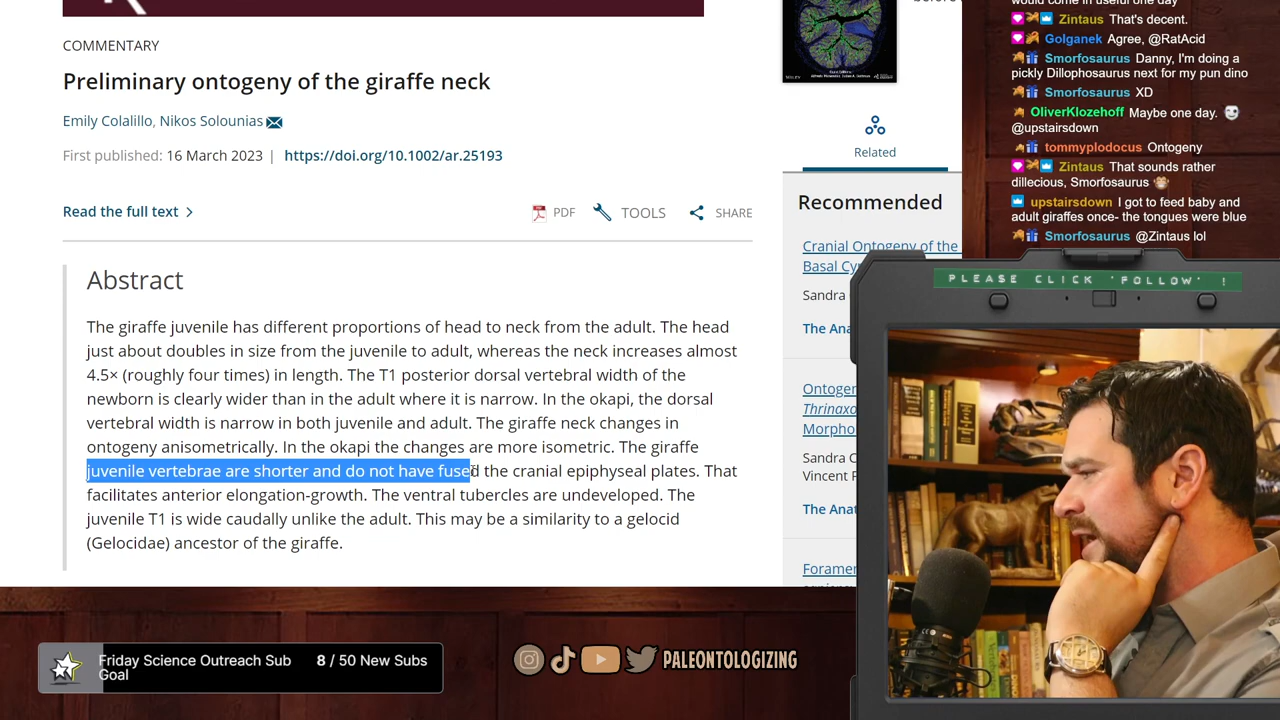 COMMENTARY
Preliminary ontogeny of the giraffe neck
Emily Colalillo, Nikos Solounias
First published: 16 March 2023 | https://doi.org/10.1002/ar.25193
Read the full text >
PDF
TOOLS
SHARE
Abstract
The giraffe juvenile has different proportions of head to neck from the adult. The head
just about doubles in size from the juvenile to adult, whereas the neck increases almost
4.5× (roughly four times) in length. The T1 posterior dorsal vertebral width of the
newborn is clearly wider than in the adult where it is narrow. In the okapi, the dorsal
vertebral width is narrow in both juvenile and adult. The giraffe neck changes in
ontogeny anisometrically. In the okapi the changes are more isometric. The giraffe
juvenile vertebrae are shorter and do not have fused the cranial epiphyseal plates. That
facilitates anterior elongation-growth. The ventral tubercles are undeveloped. The
juvenile T1 is wide caudally unlike the adult. This may be a similarity to a gelocid
(Gelocidae) ancestor of the giraffe.
Related
Recommended
Cranial Ontogeny of the
Basal Cy
Sandra
The Ana
Ontogen
Thrinaxo
Morpho
Sandra C
Vincent F
The Ana
Foramen
would come in useful one day
Zintaus That's decent.
Golganek Agree, @RatAcid
Smorfosaurus Danny, I'm doing a
pickly Dillophosaurus next for my pun dino
Smorfosaurus XD
OliverKlozehoff Maybe one day.
@upstairsdown
tommyplodocus Ontogeny
Zintaus That sounds rather
dillecious, Smorfosaurus
upstairsdown I got to feed baby and
adult giraffes once- the tongues were blue
Smorfosaurus @Zintaus lol
PLEASE CLICK 'FOLLOW' !
Friday Science Outreach Sub
Goal
8 / 50 New Subs
PALEONTOLOGIZING